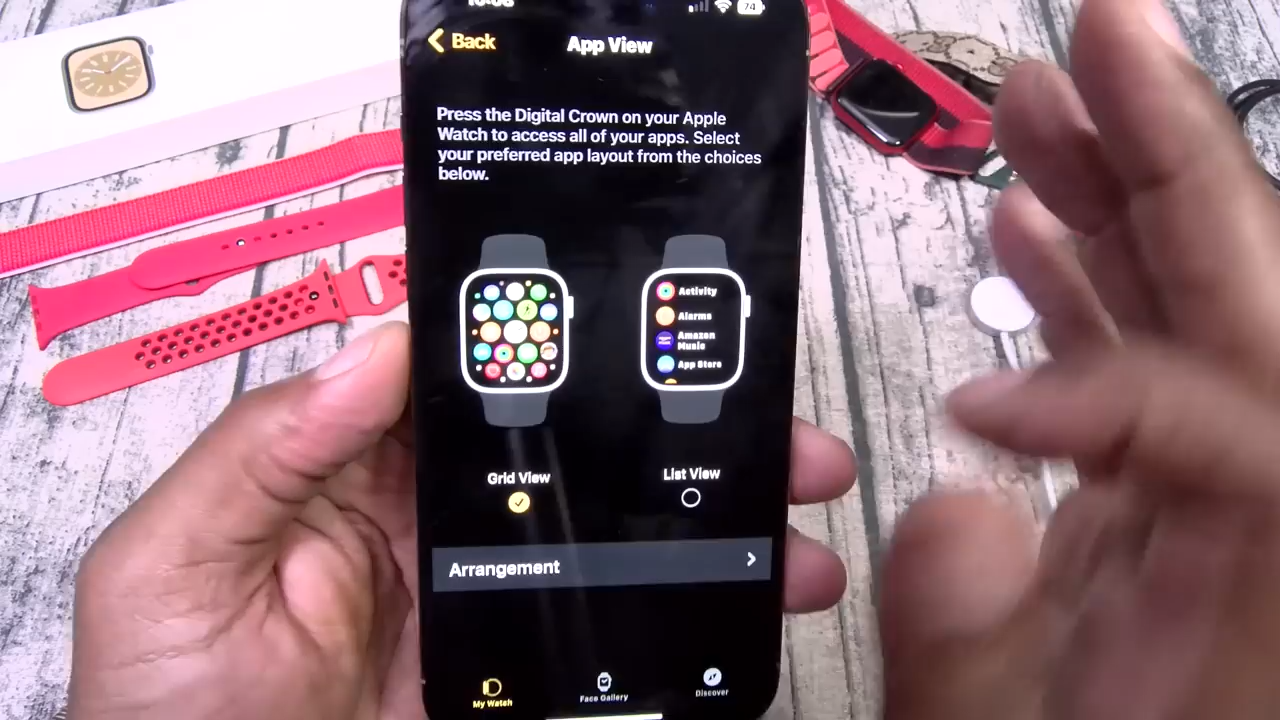 74
Back
App View
Press the Digital Crown on your Apple
Watch to access all of your apps. Select
your preferred app layout from the choices
below.
Activity
Alarms
Amazon
Music
App Store
Grid View
List View
Arrangement
My Watch
Face Gallery
Discover